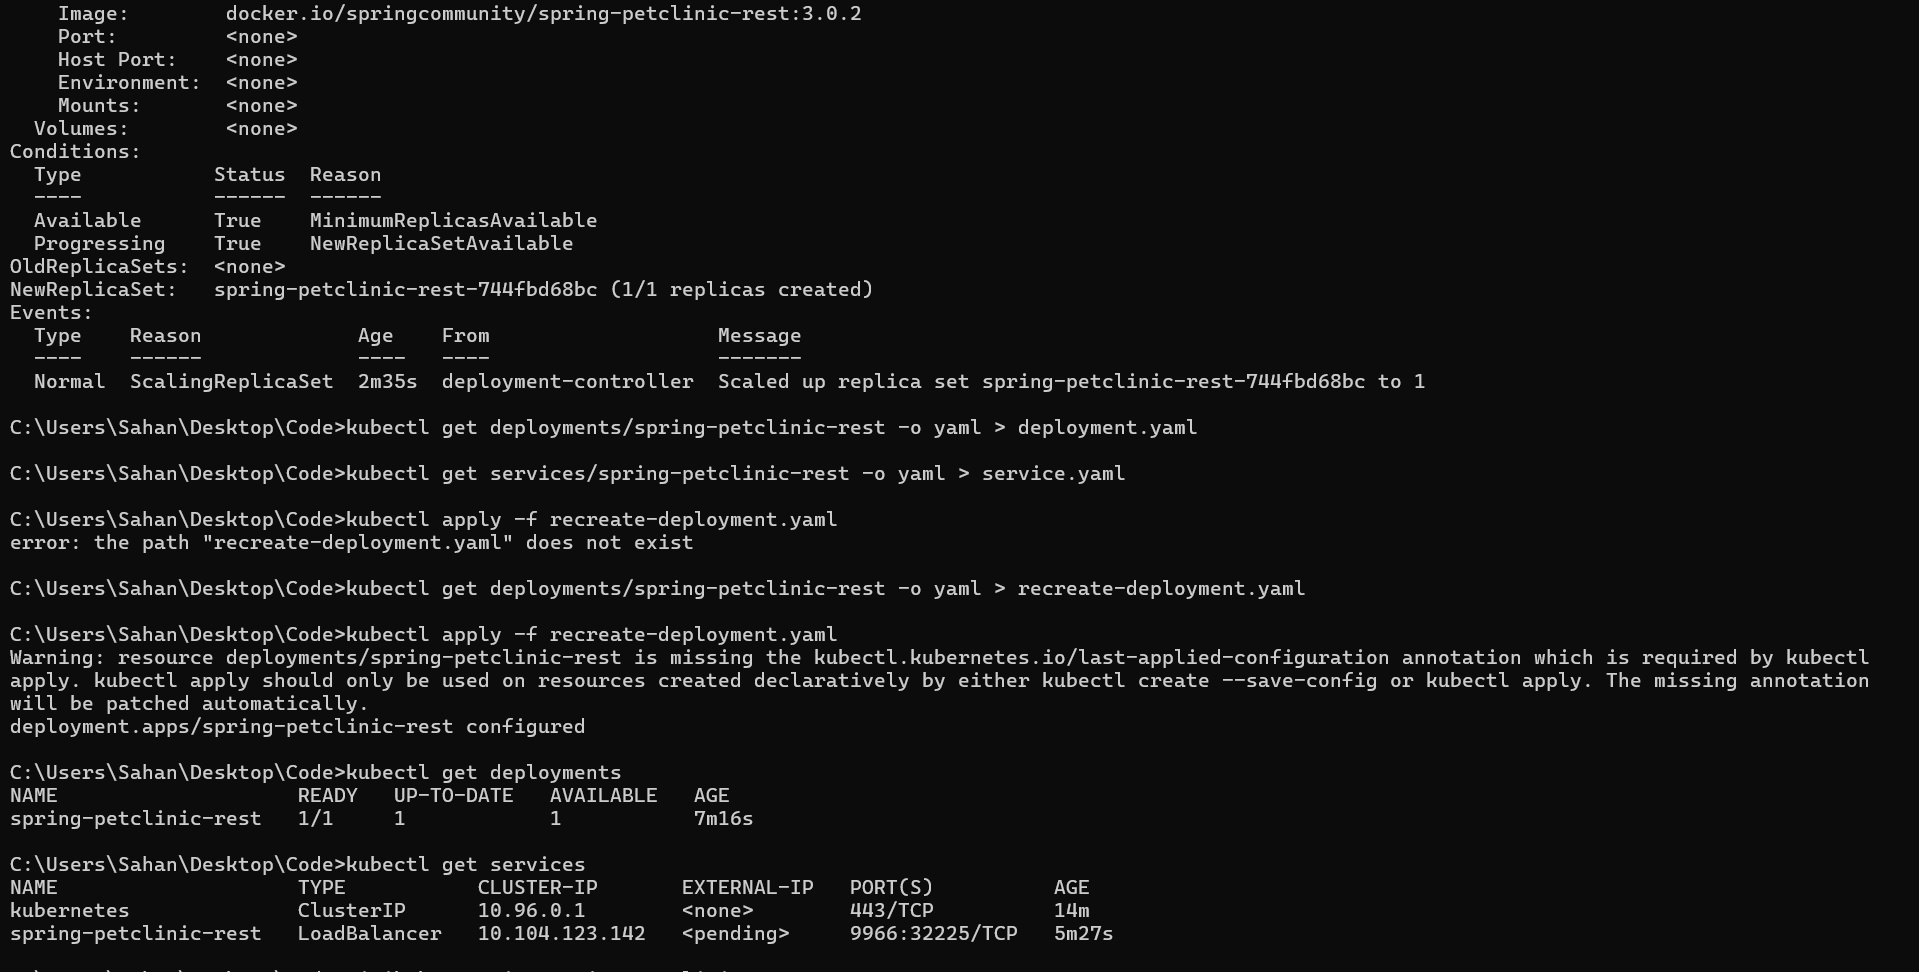 Image:        docker.io/springcommunity/spring-petclinic-rest:3.0.2
Port:         <none>
Host Port:    <none>
Environment:  <none>
Mounts:       <none>
Volumes:        <none>
Conditions:
Type           Status  Reason
----           ------  ------
Available      True    MinimumReplicasAvailable
Progressing    True    NewReplicaSetAvailable
OldReplicaSets:  <none>
NewReplicaSet:   spring-petclinic-rest-744fbd68bc (1/1 replicas created)
Events:
Type    Reason             Age    From                   Message
----    ------             ----   ----                   -------
Normal  ScalingReplicaSet  2m35s  deployment-controller  Scaled up replica set spring-petclinic-rest-744fbd68bc to 1
C:\Users\Sahan\Desktop\Code>kubectl get deployments/spring-petclinic-rest -o yaml > deployment.yaml
C:\Users\Sahan\Desktop\Code>kubectl get services/spring-petclinic-rest -o yaml > service.yaml
C:\Users\Sahan\Desktop\Code>kubectl apply -f recreate-deployment.yaml
error: the path "recreate-deployment.yaml" does not exist
C:\Users\Sahan\Desktop\Code>kubectl get deployments/spring-petclinic-rest -o yaml > recreate-deployment.yaml
C:\Users\Sahan\Desktop\Code>kubectl apply -f recreate-deployment.yaml
Warning: resource deployments/spring-petclinic-rest is missing the kubectl.kubernetes.io/last-applied-configuration annotation which is required by kubectl
apply. kubectl apply should only be used on resources created declaratively by either kubectl create --save-config or kubectl apply. The missing annotation
will be patched automatically.
deployment.apps/spring-petclinic-rest configured
C:\Users\Sahan\Desktop\Code>kubectl get deployments
NAME                    READY   UP-TO-DATE   AVAILABLE   AGE
spring-petclinic-rest   1/1     1            1           7m16s
C:\Users\Sahan\Desktop\Code>kubectl get services
NAME                    TYPE           CLUSTER-IP       EXTERNAL-IP   PORT(S)          AGE
kubernetes              ClusterIP      10.96.0.1        <none>        443/TCP          14m
spring-petclinic-rest   LoadBalancer   10.104.123.142   <pending>     9966:32225/TCP   5m27s